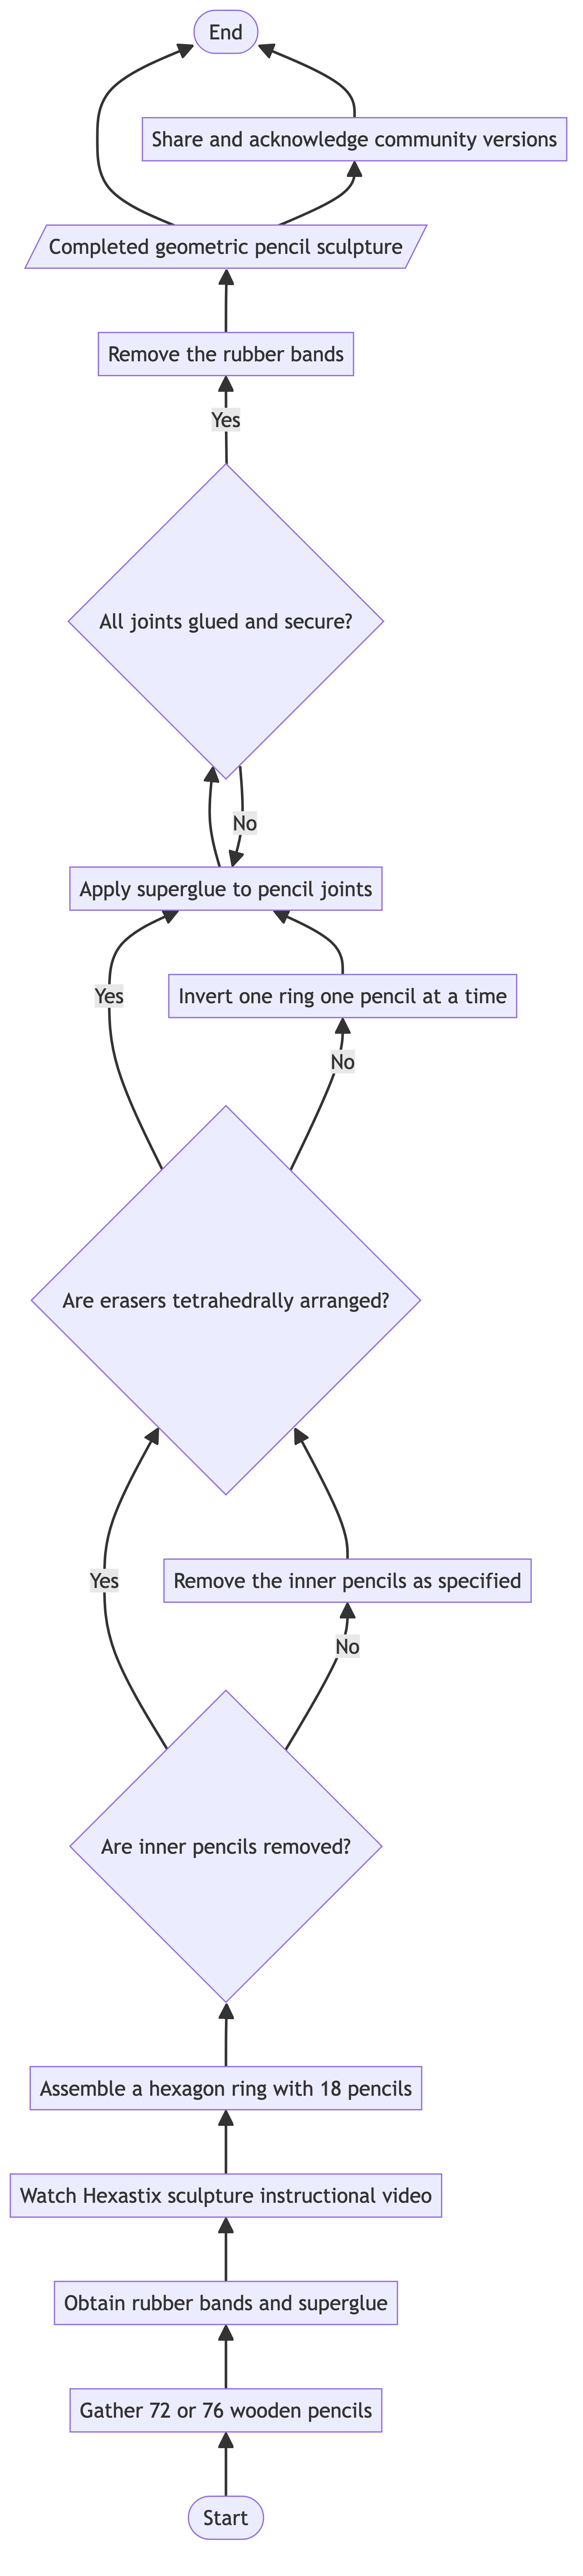 End
Share and acknowledge community versions
Completed geometric pencil sculpture
Remove the rubber bands
Yes
All joints glued and secure?
No
Apply superglue to pencil joints
Yes
Invert one ring one pencil at a time
No
Are erasers tetrahedrally arranged?
Yes
Remove the inner pencils as specified
No
Are inner pencils removed?
Assemble a hexagon ring with 18 pencils
Watch Hexastix sculpture instructional video
Obtain rubber bands and superglue
Gather 72 or 76 wooden pencils
Start